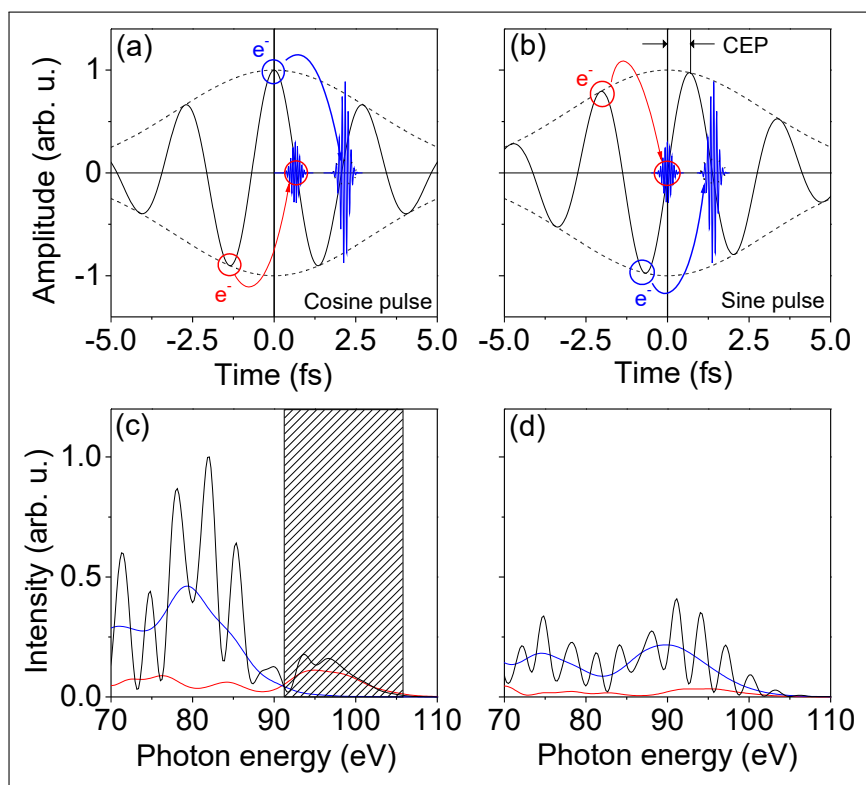 (a)
(b)
CEP
e-
e-
e-
e-
Amplitude (arb. u.)
1
0
-1
Cosine pulse
Sine pulse
-5.0 -2.5 0.0 2.5 5.0
-5.0 -2.5 0.0 2.5 5.0
Time (fs)
Time (fs)
(c)
(d)
Intensity (arb. u.)
1.0
0.5
0.0
70 80 90 100 110
70 80 90 100 110
Photon energy (eV)
Photon energy (eV)